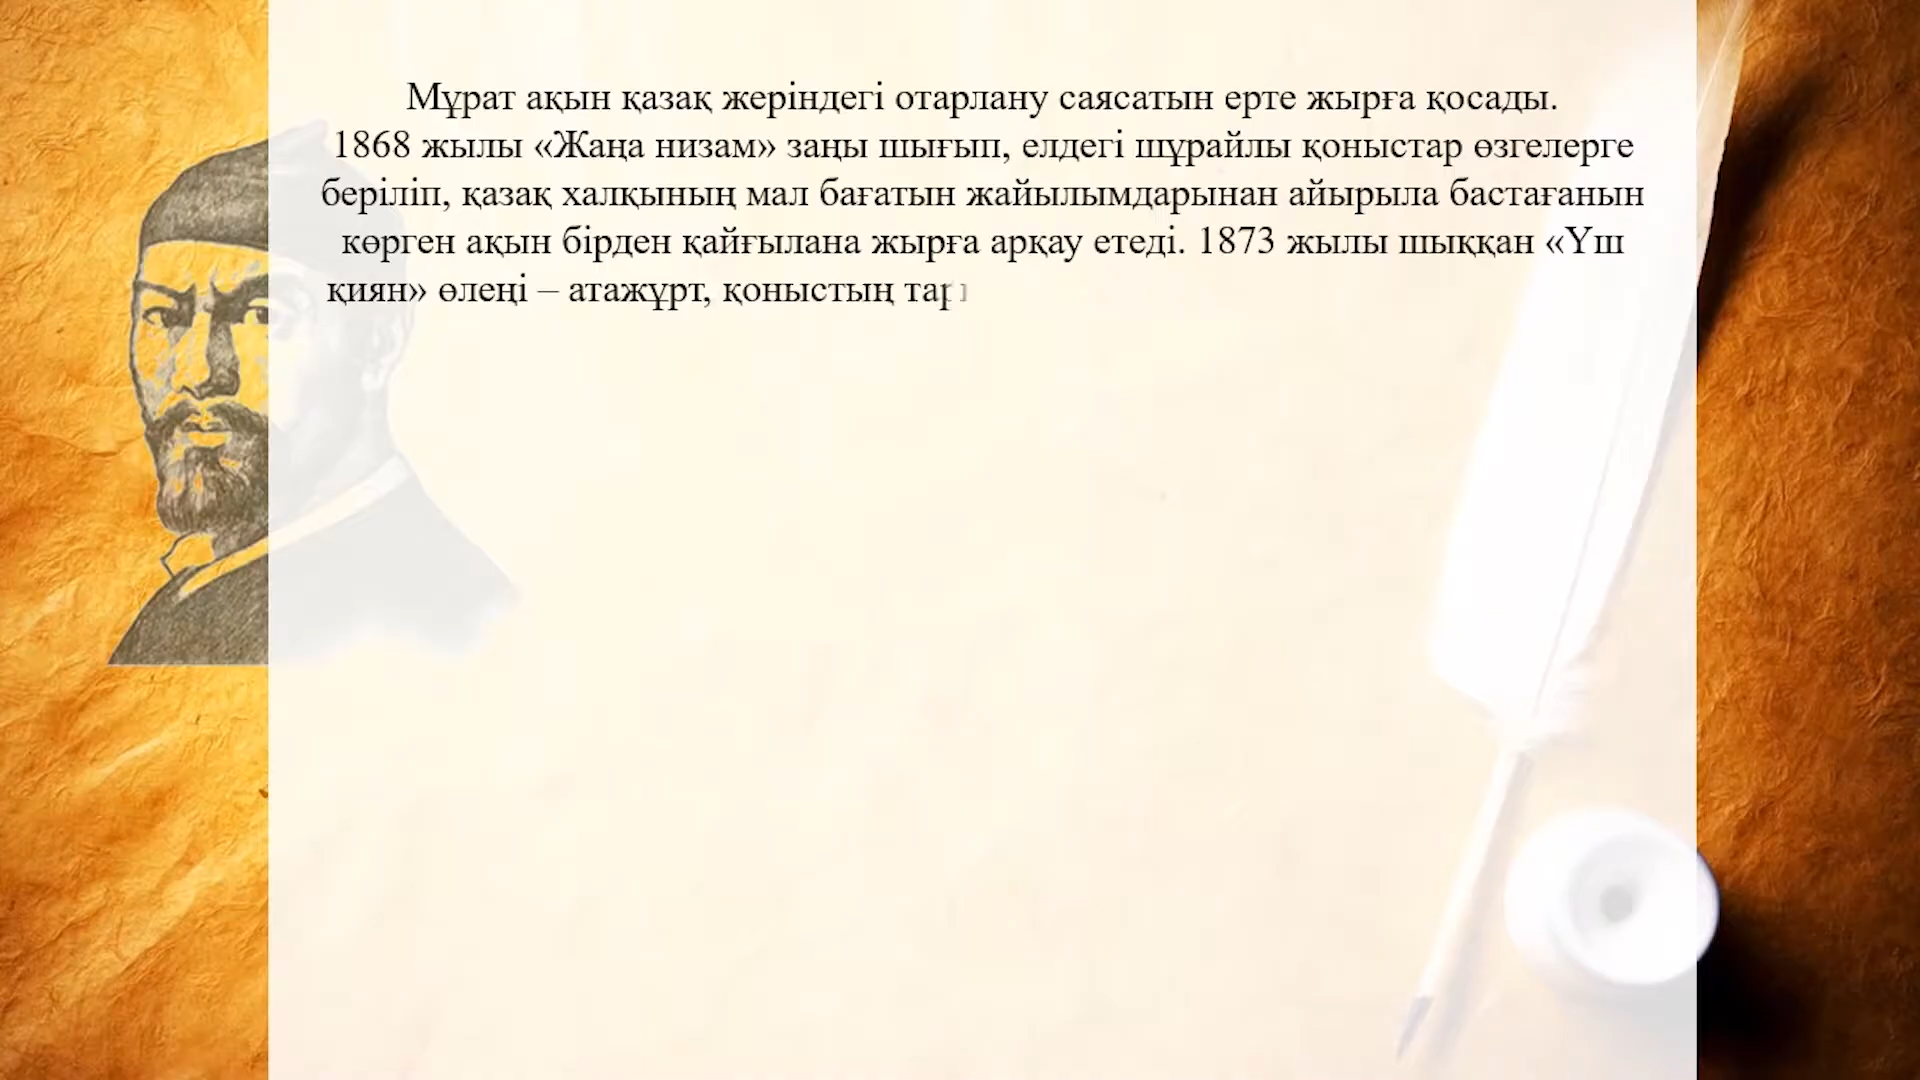 Мұрат ақын қазақ жеріндегі отарлану саясатын ерте жырға қосады.
1868 жылы «Жаңа низам» заңы шығып, елдегі шұрайлы қоныстар өзгелерге
беріліп, қазақ халқының мал бағатын жайылымдарынан айырыла бастағанын
көрген ақын бірден қайғылана жырға арқау етеді. 1873 жылы шыққан «Үш
қиян» өлеңі – атажұрт, қоныстың